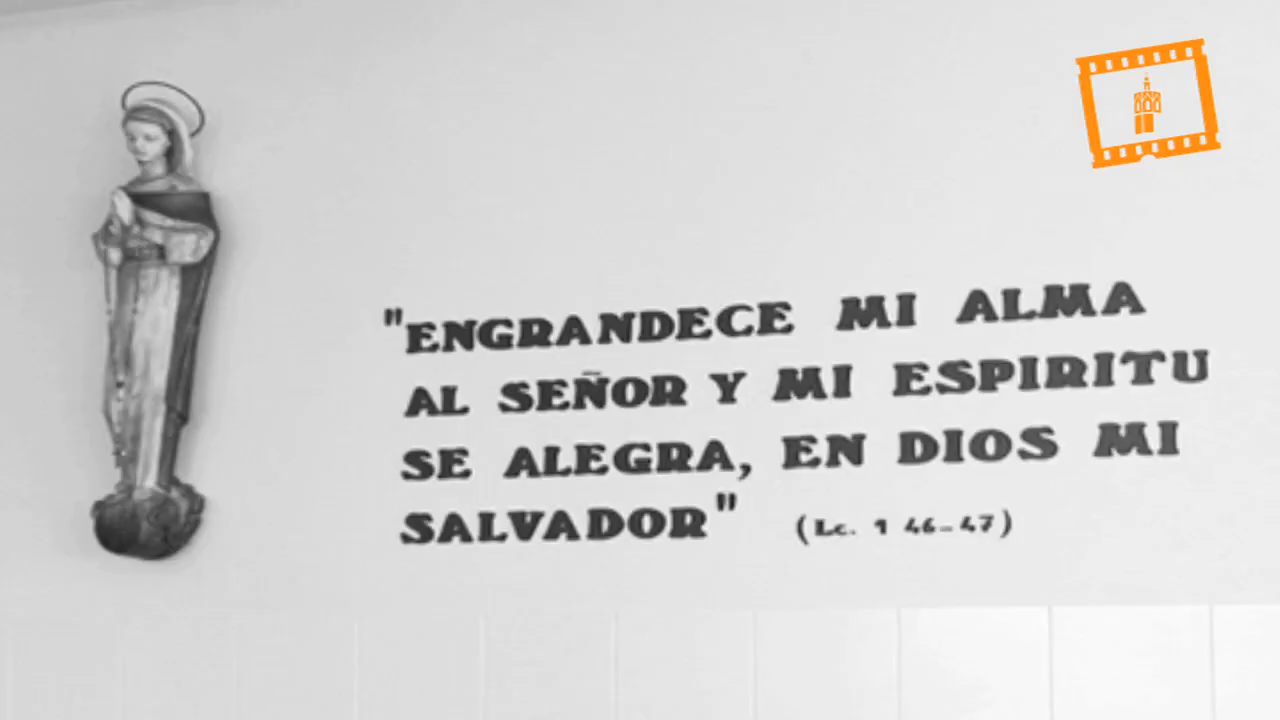 "ENGRANDECE MI ALMA
AL SEÑOR Y MI ESPIRITU
SE ALEGRA, EN DIOS MI
SALVADOR" (Lc. 1 46-47)